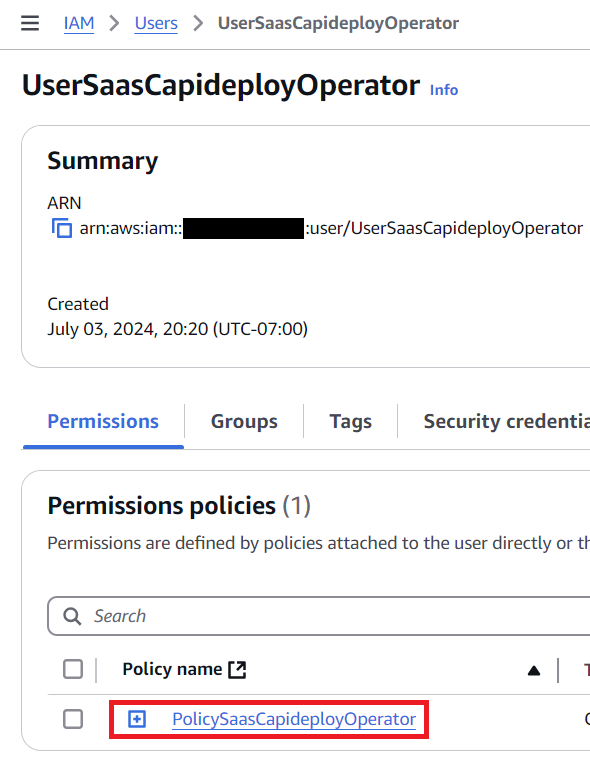 IAM > Users > UserSaasCapideployOperator
UserSaasCapideployOperator Info
Summary
ARN
arn:aws:iam:: :user/UserSaasCapideployOperator
Created
July 03, 2024, 20:20 (UTC-07:00)
Permissions Groups Tags Security credentia
Permissions policies (1)
Permissions are defined by policies attached to the user directly or th
Search
Policy name
PolicySaasCapideployOperator